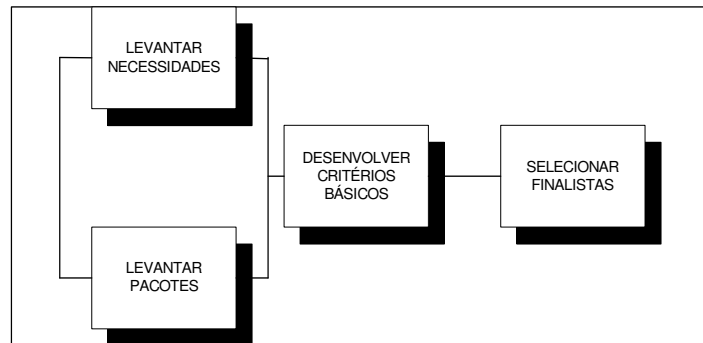 LEVANTAR
NECESSIDADES
LEVANTAR
PACOTES
DESENVOLVER
CRITÉRIOS
BÁSICOS
SELECIONAR
FINALISTAS